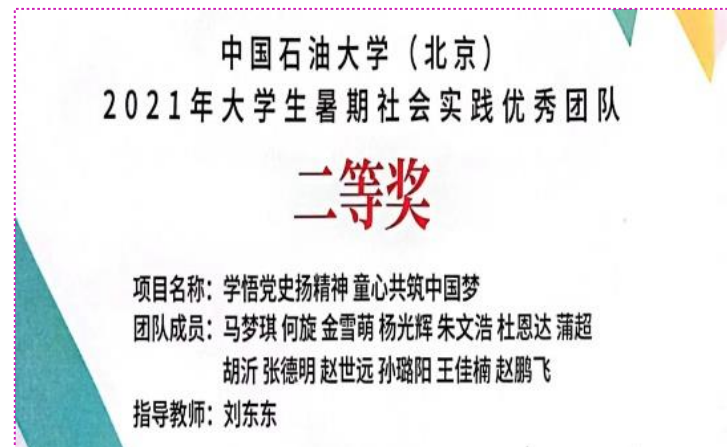 中国石油大学（北京）
2021年大学生暑期社会实践优秀团队
二等奖
项目名称：学悟党史扬精神 童心共筑中国梦
团队成员：马梦琪 何旋 金雪萌 杨光辉 朱文浩 杜恩达 蒲超
胡沂 张德明 赵世远 孙璐阳 王佳楠 赵鹏飞
指导教师：刘东东